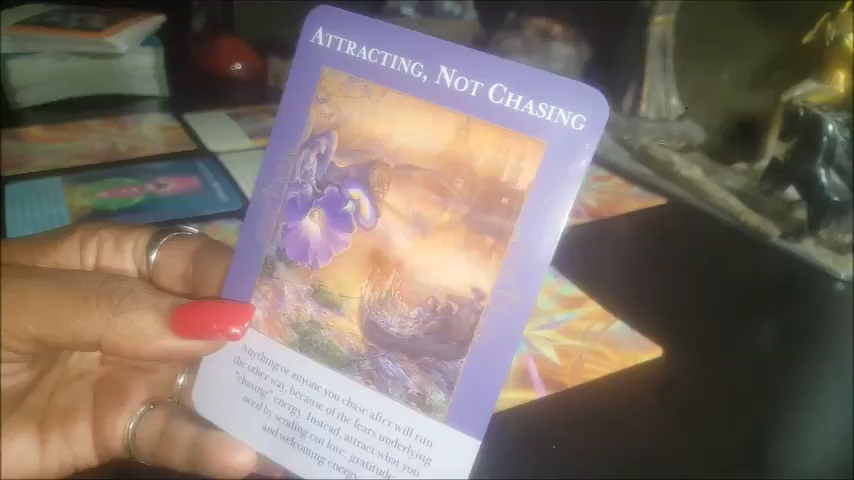 ATTRACTING, NOT CHASING
Anything or anyone you chase after will run
the other way, because of the fears underlying
"chasing" energy. Instead, attract what you
need by sending out love, gratitude
and welcoming energy